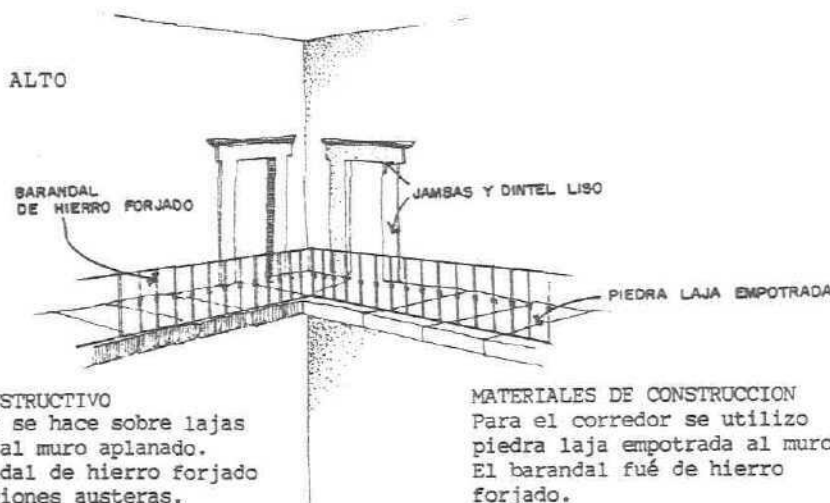 ALTO
BARANDAL
DE HIERRO FORJADO
JAMBAS Y DINTEL LISO
PIEDRA LAJA EMPOTRADA
STRUCTIVO
se hace sobre lajas
al muro aplanado.
dal de hierro forjado
iones austeras.
MATERIALES DE CONSTRUCCION
Para el corredor se utilizo
piedra laja empotrada al muro
El barandal fué de hierro
forjado.